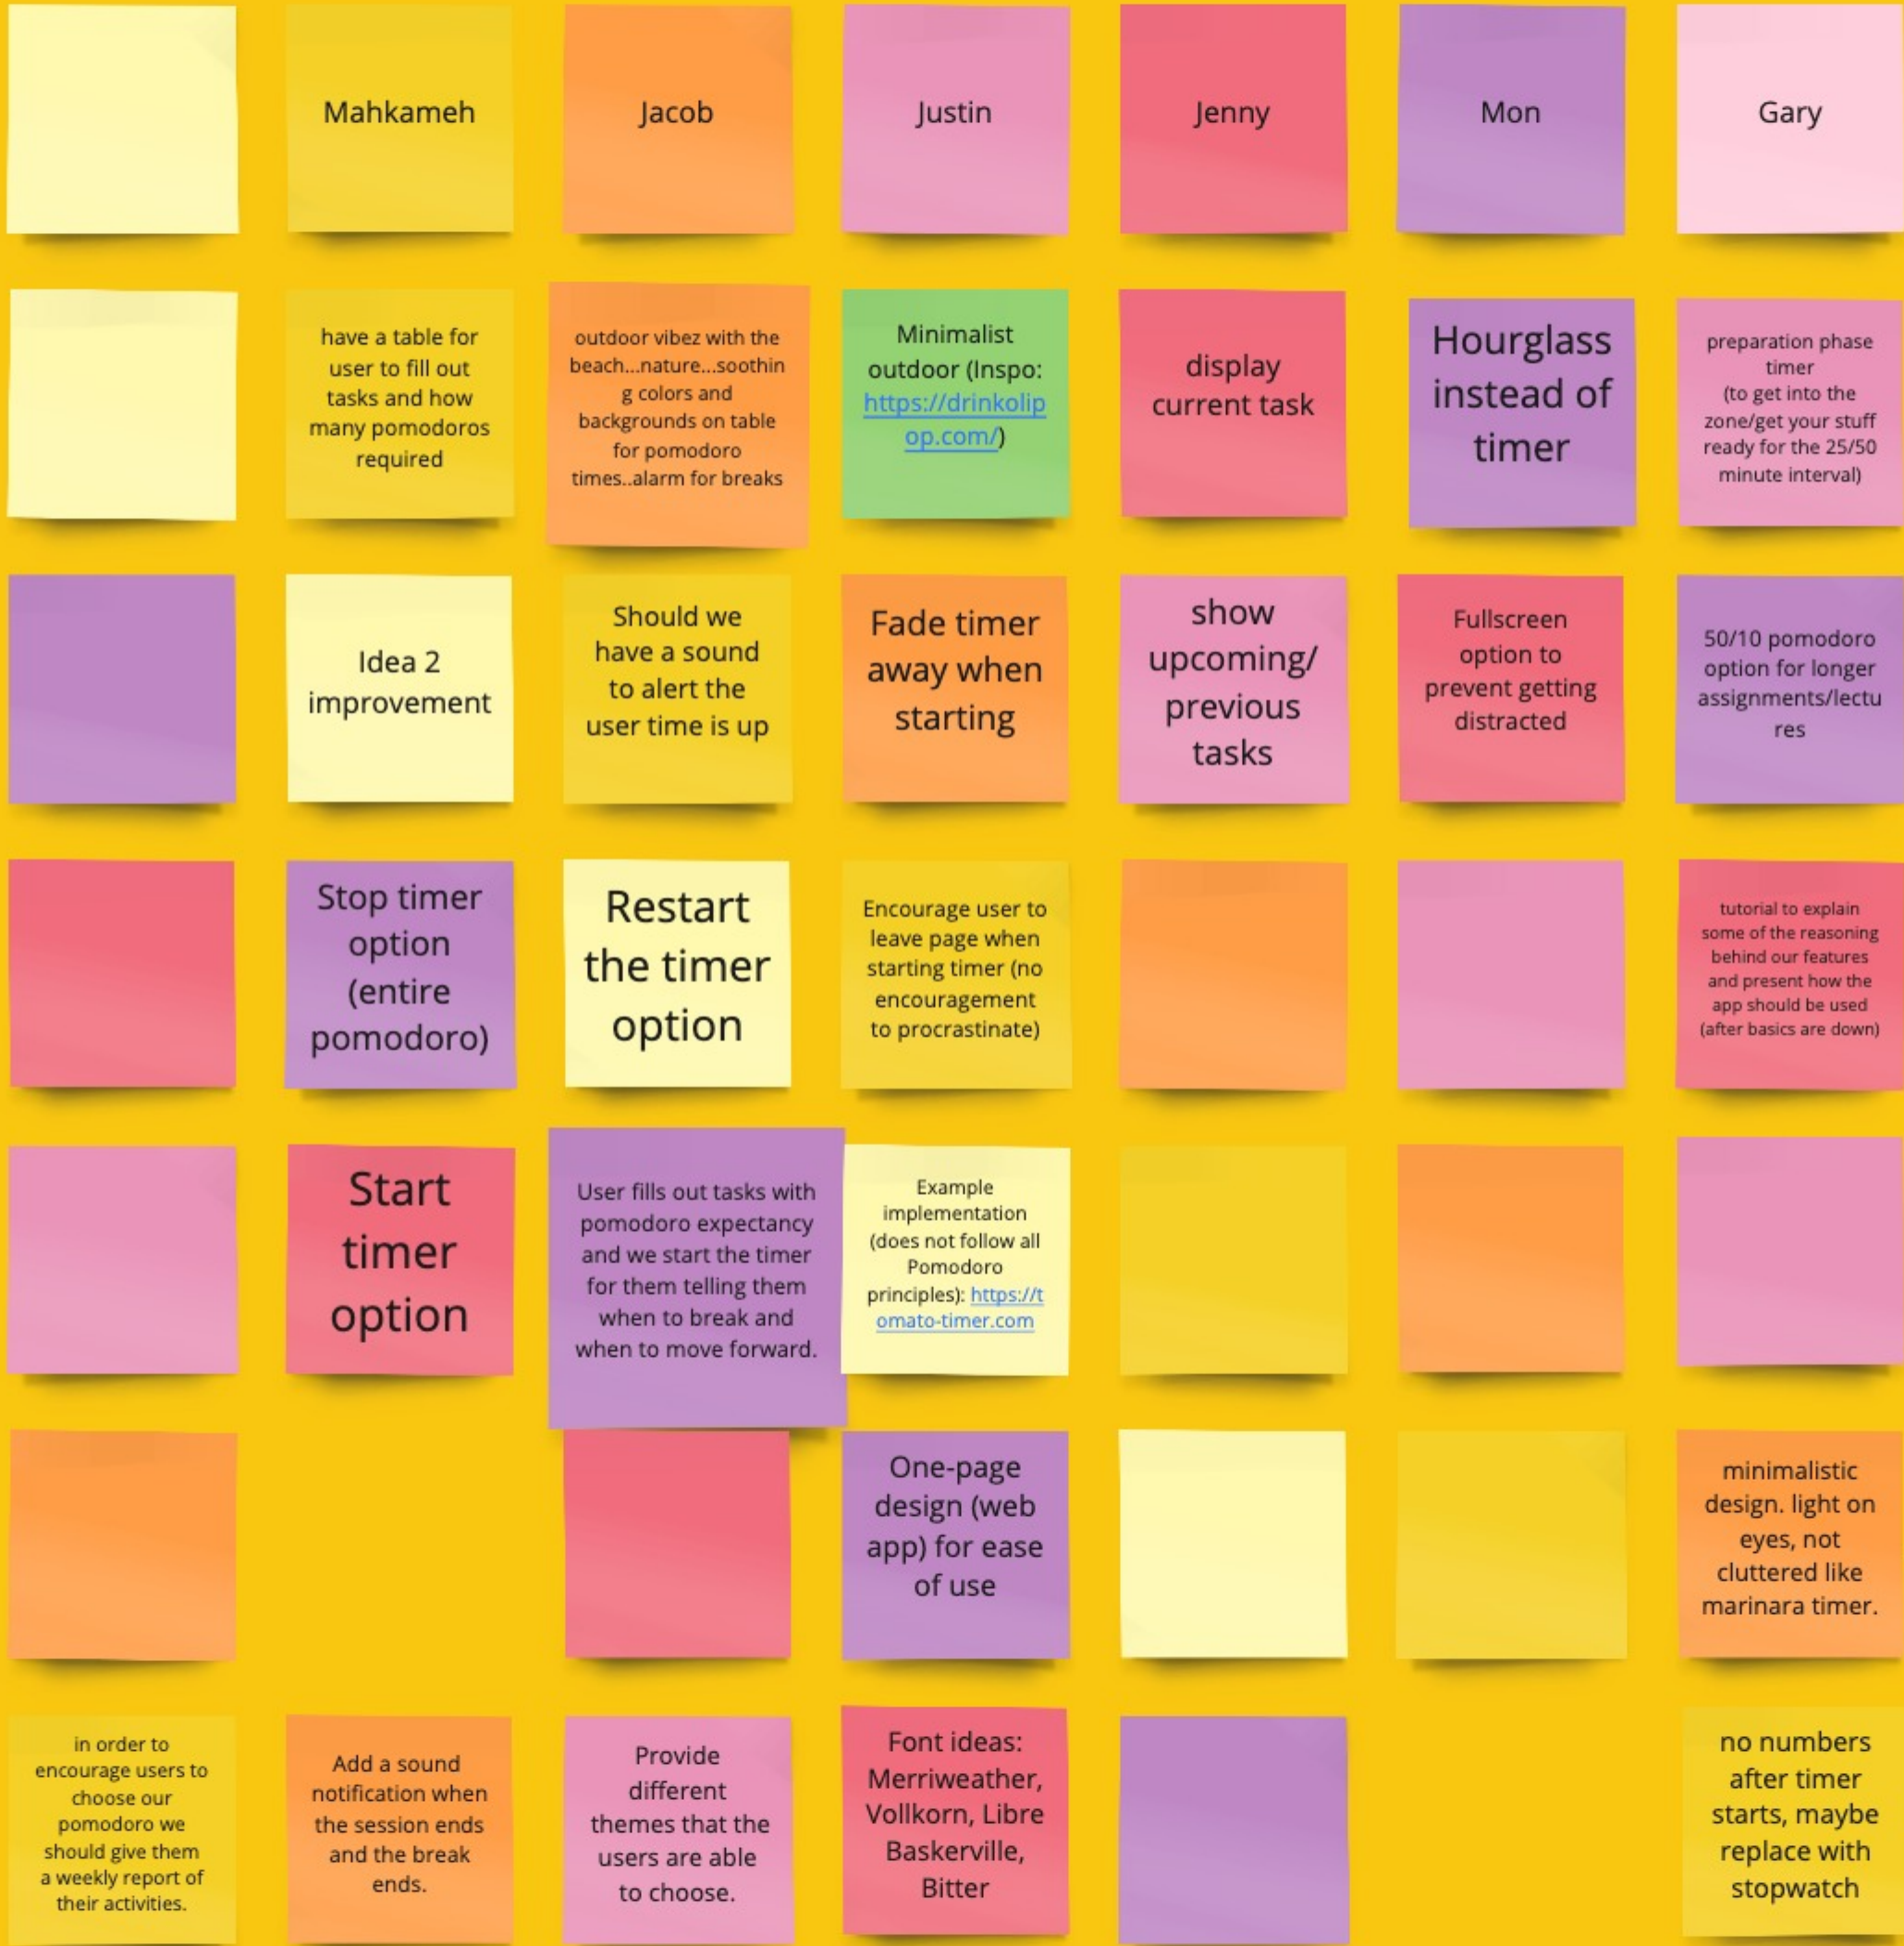 Mahkameh
Jacob
Justin
Jenny
Mon
Gary
have a table for
user to fill out
tasks and how
many pomodoros
required
outdoor vibez with the
beach...nature...soothin
g colors and
backgrounds on table
for pomodoro
times..alarm for breaks
Minimalist
outdoor (Inspo:
https://drinkolip
op.com/)
display
current task
Hourglass
instead of
timer
preparation phase
timer
(to get into the
zone/get your stuff
ready for the 25/50
minute interval)
Idea 2
improvement
Should we
have a sound
to alert the
user time is up
Fade timer
away when
starting
show
upcoming/
previous
tasks
Fullscreen
option to
prevent getting
distracted
50/10 pomodoro
option for longer
assignments/lectu
res
Stop timer
option
(entire
pomodoro)
Restart
the timer
option
Encourage user to
leave page when
starting timer (no
encouragement
to procrastinate)
tutorial to explain
some of the reasoning
behind our features
and present how the
app should be used
(after basics are down)
Start
timer
option
User fills out tasks with
pomodoro expectancy
and we start the timer
for them telling them
when to break and
when to move forward.
Example
implementation
(does not follow all
Pomodoro
principles): https://t
omato-timer.com
One-page
design (web
app) for ease
of use
minimalistic
design. light on
eyes, not
cluttered like
marinara timer.
in order to
encourage users to
choose our
pomodoro we
should give them
a weekly report of
their activities.
Add a sound
notification when
the session ends
and the break
ends.
Provide
different
themes that the
users are able
to choose.
Font ideas:
Merriweather,
Vollkorn, Libre
Baskerville,
Bitter
no numbers
after timer
starts, maybe
replace with
stopwatch